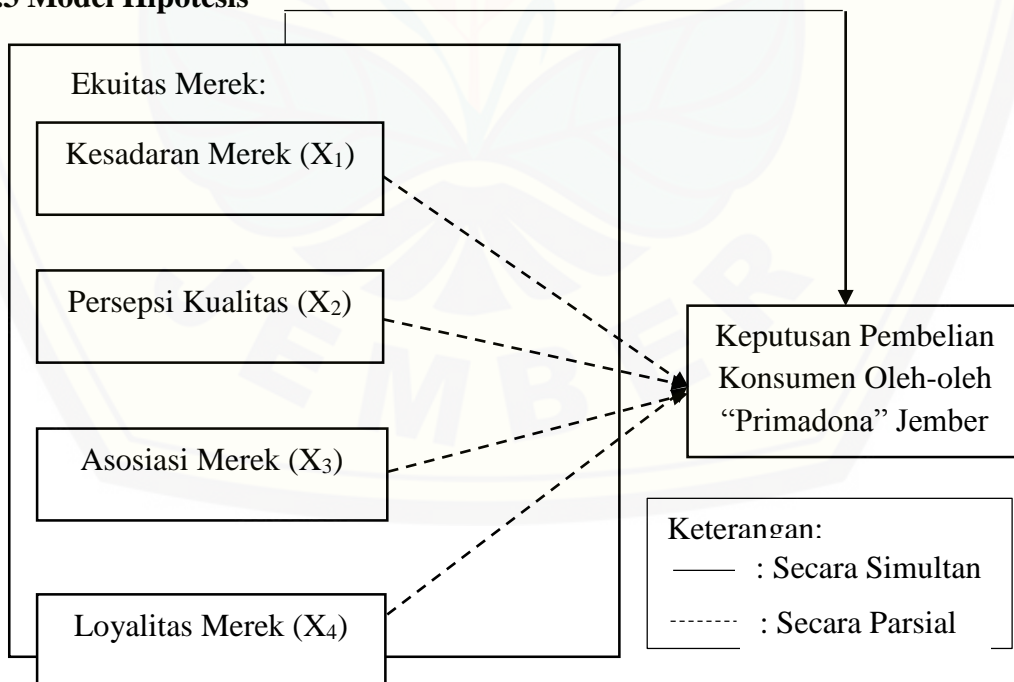 .3 Model Hipotesis
Ekuitas Merek:
Kesadaran Merek (X₁)
Persepsi Kualitas (X₂)
Asosiasi Merek (X₃)
Loyalitas Merek (X₄)
Keputusan Pembelian
Konsumen Oleh-oleh
“Primadona” Jember
Keterangan:
: Secara Simultan
: Secara Parsial
JEMBER